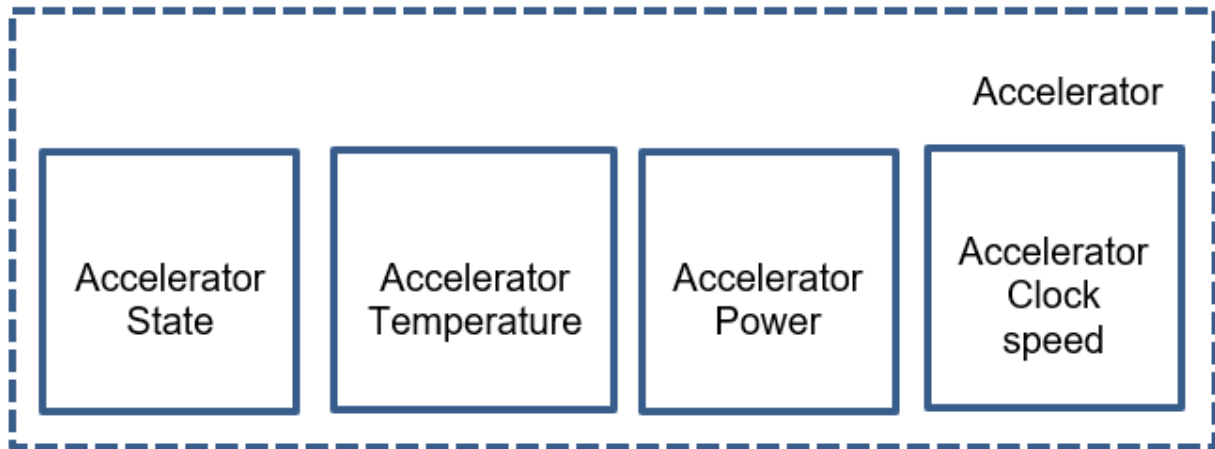 Accelerator
Accelerator
State
Accelerator
Temperature
Accelerator
Power
Accelerator
Clock
speed